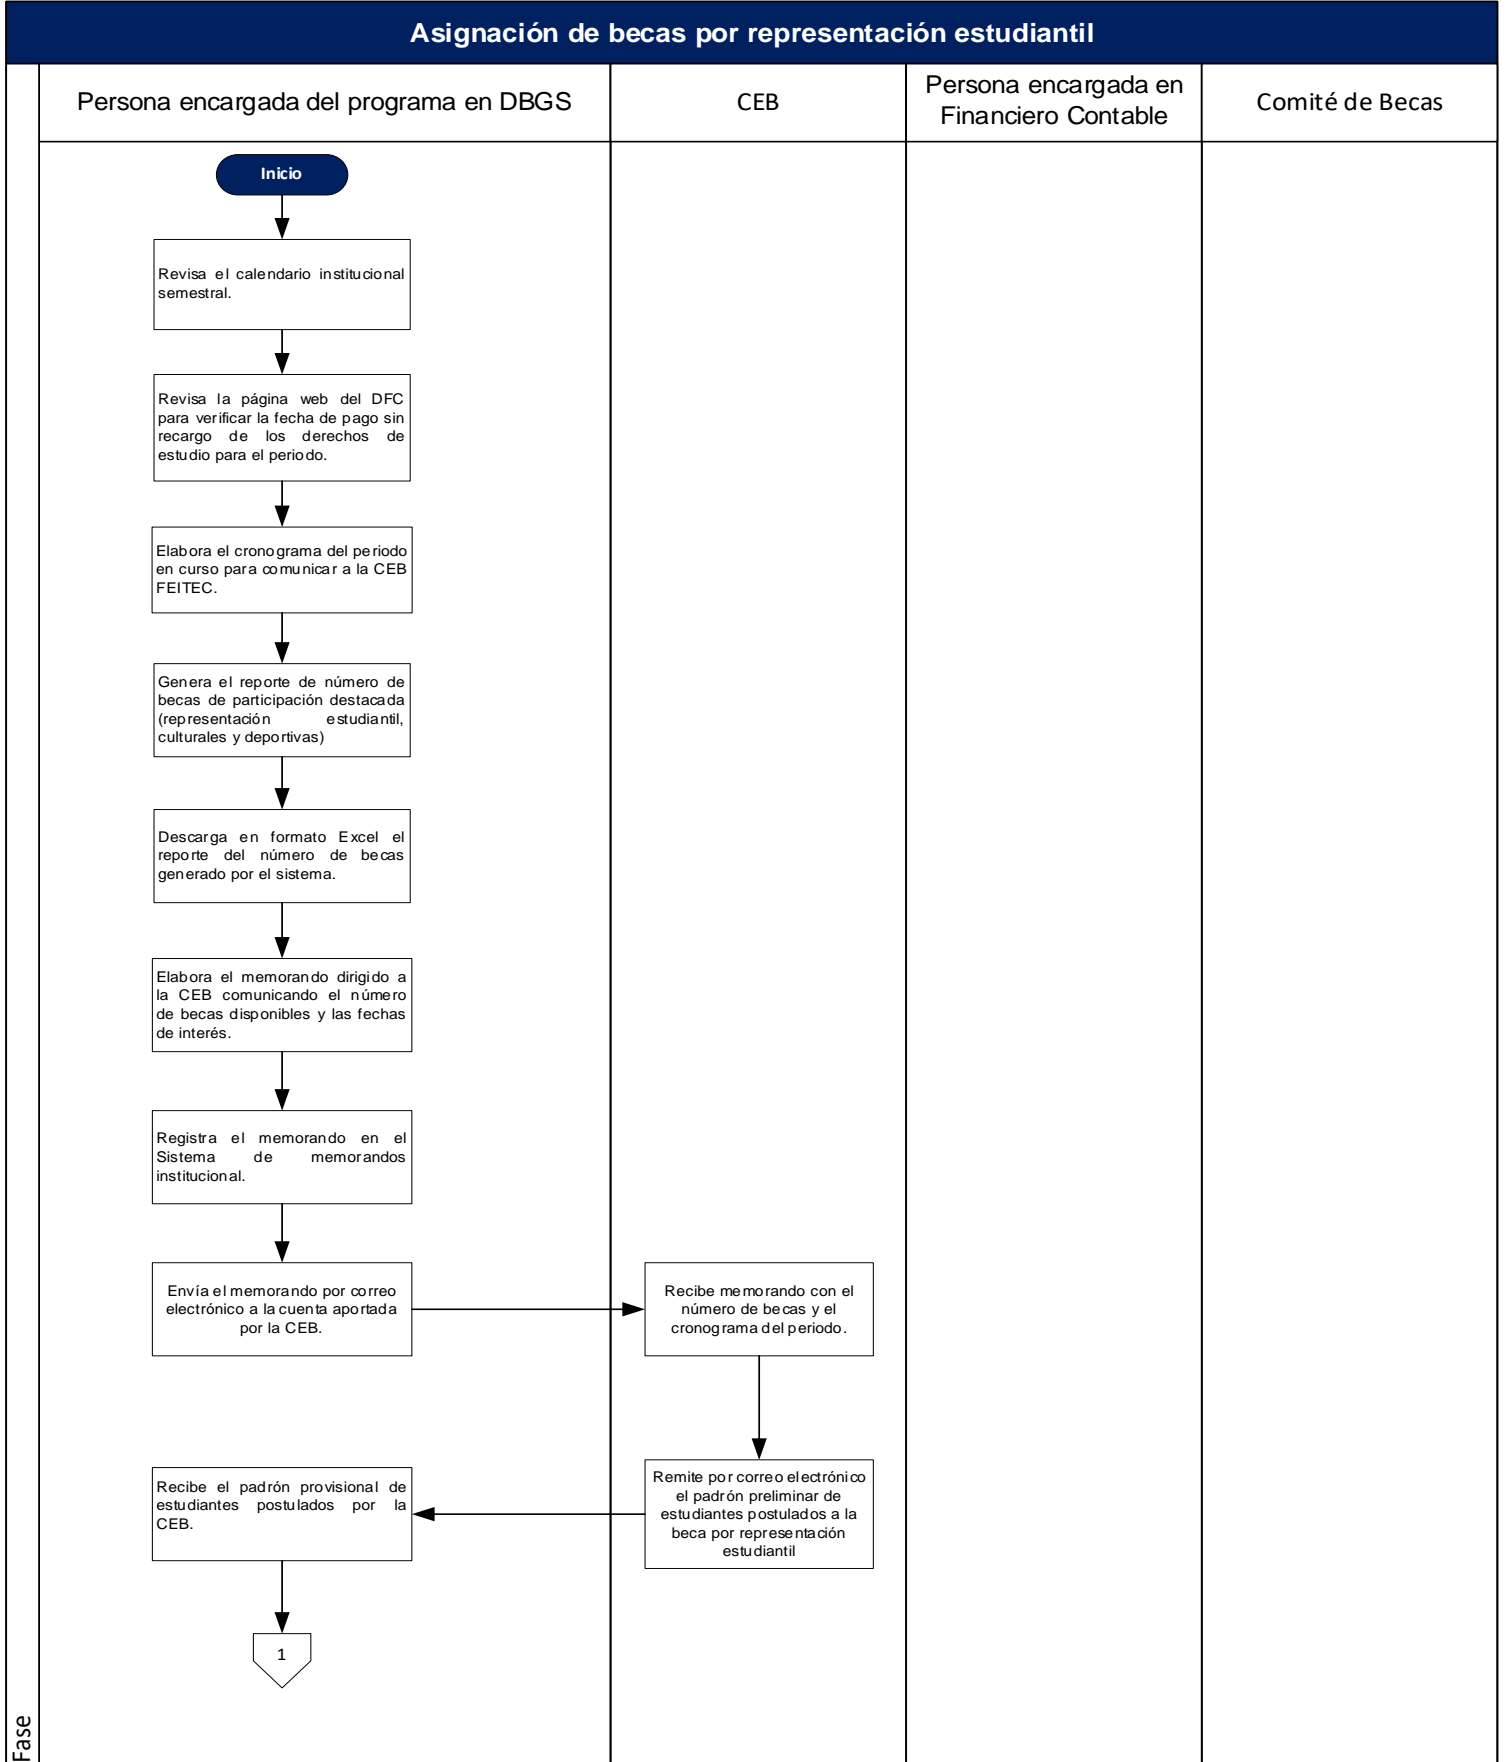 Asignación de becas por representación estudiantil
Persona encargada del programa en DBGS
CEB
Persona encargada en
Financiero Contable
Comité de Becas
Inicio
Revisa el calendario institucional
semestral.
Revisa la página web del DFC
para verificar la fecha de pago sin
recargo de los derechos de
estudio para el periodo.
Elabora el cronograma del periodo
en curso para comunicar a la CEB
FEITEC.
Genera el reporte de número de
becas de participación destacada
(representación estudiantil,
culturales y deportivas)
Descarga en formato Excel el
reporte del número de becas
generado por el sistema.
Elabora el memorando dirigido a
la CEB comunicando el número
de becas disponibles y las fechas
de interés.
Registra el memorando en el
Sistema de memorandos
institucional.
Envía el memorando por correo
electrónico a la cuenta aportada
por la CEB.
Recibe memorando con el
número de becas y el
cronograma del periodo.
Remite por correo electrónico
el padrón preliminar de
estudiantes postulados a la
beca por representación
estudiantil
Recibe el padrón provisional de
estudiantes postulados por la
CEB.
1
Fase